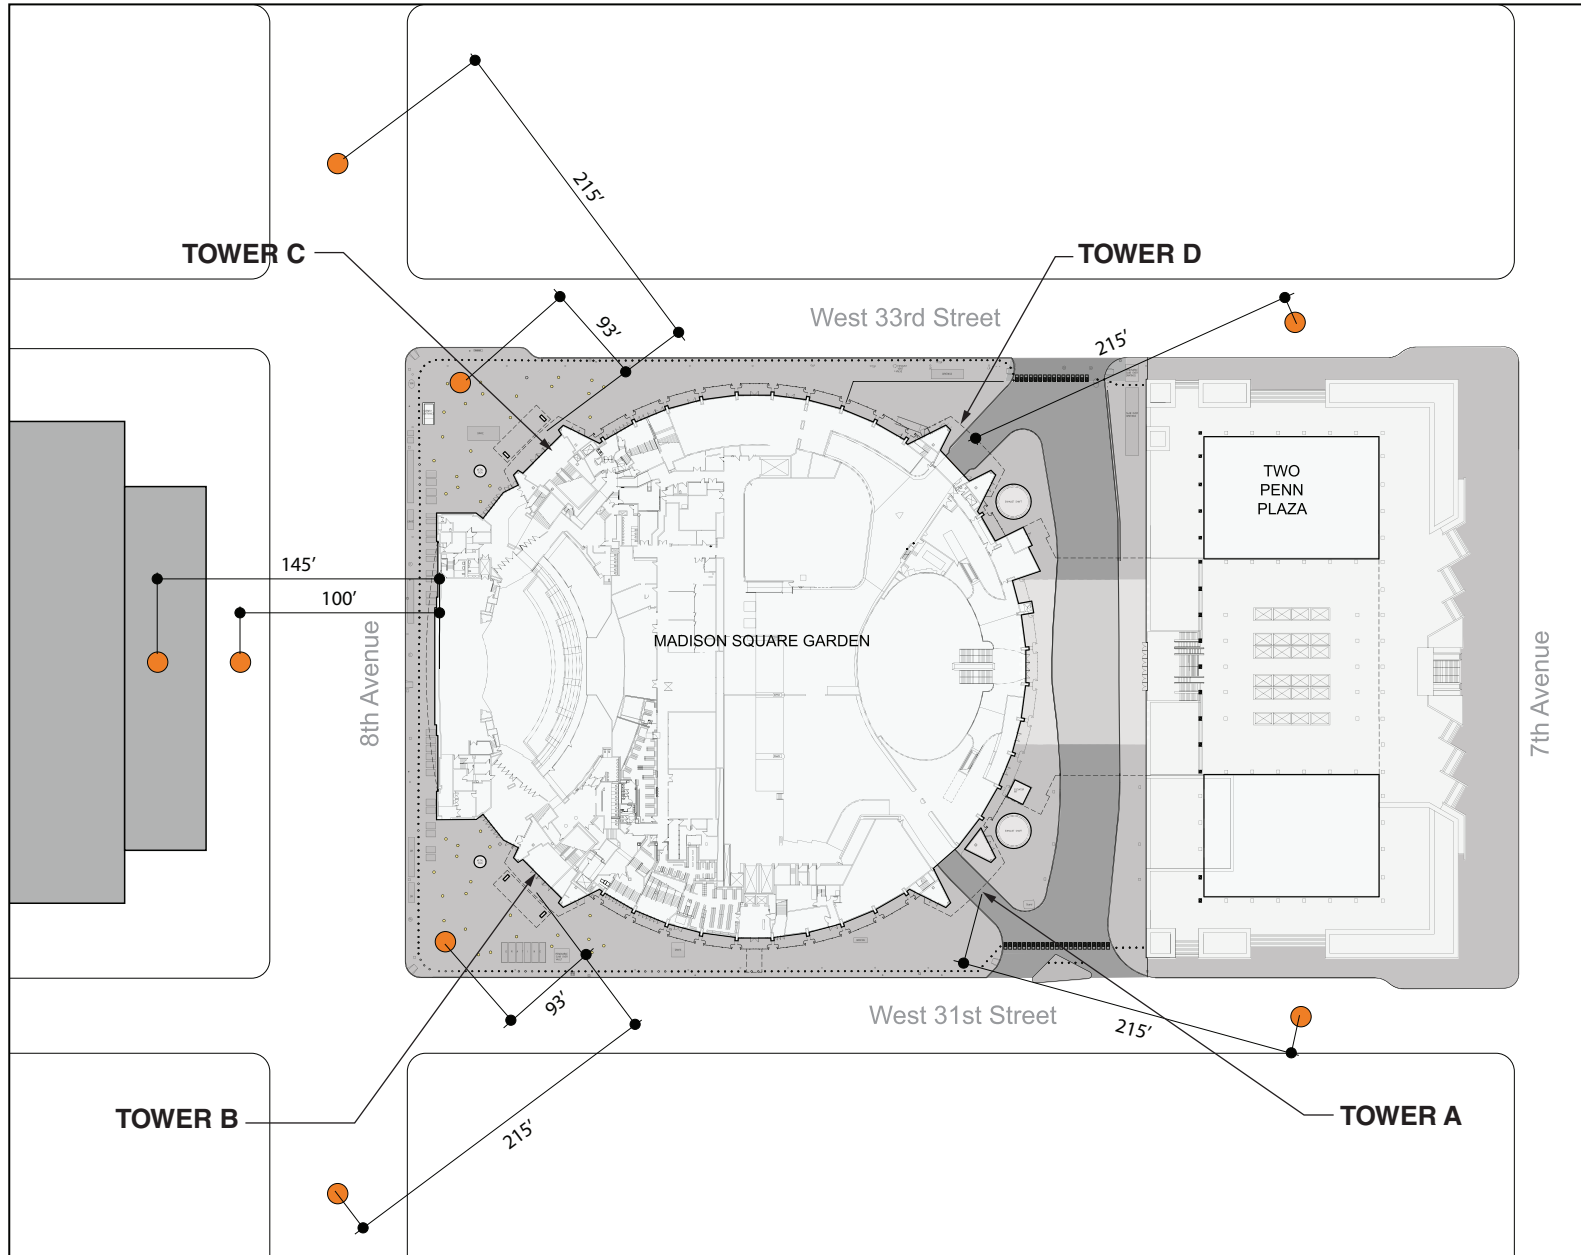 215’
TOWER C
TOWER D
West 33rd Street
93’
215’
TWO
PENN
PLAZA
145’
100’
MADISON SQUARE GARDEN
8th Avenue
7th Avenue
93’
West 31st Street
215’
TOWER B
215’
TOWER A